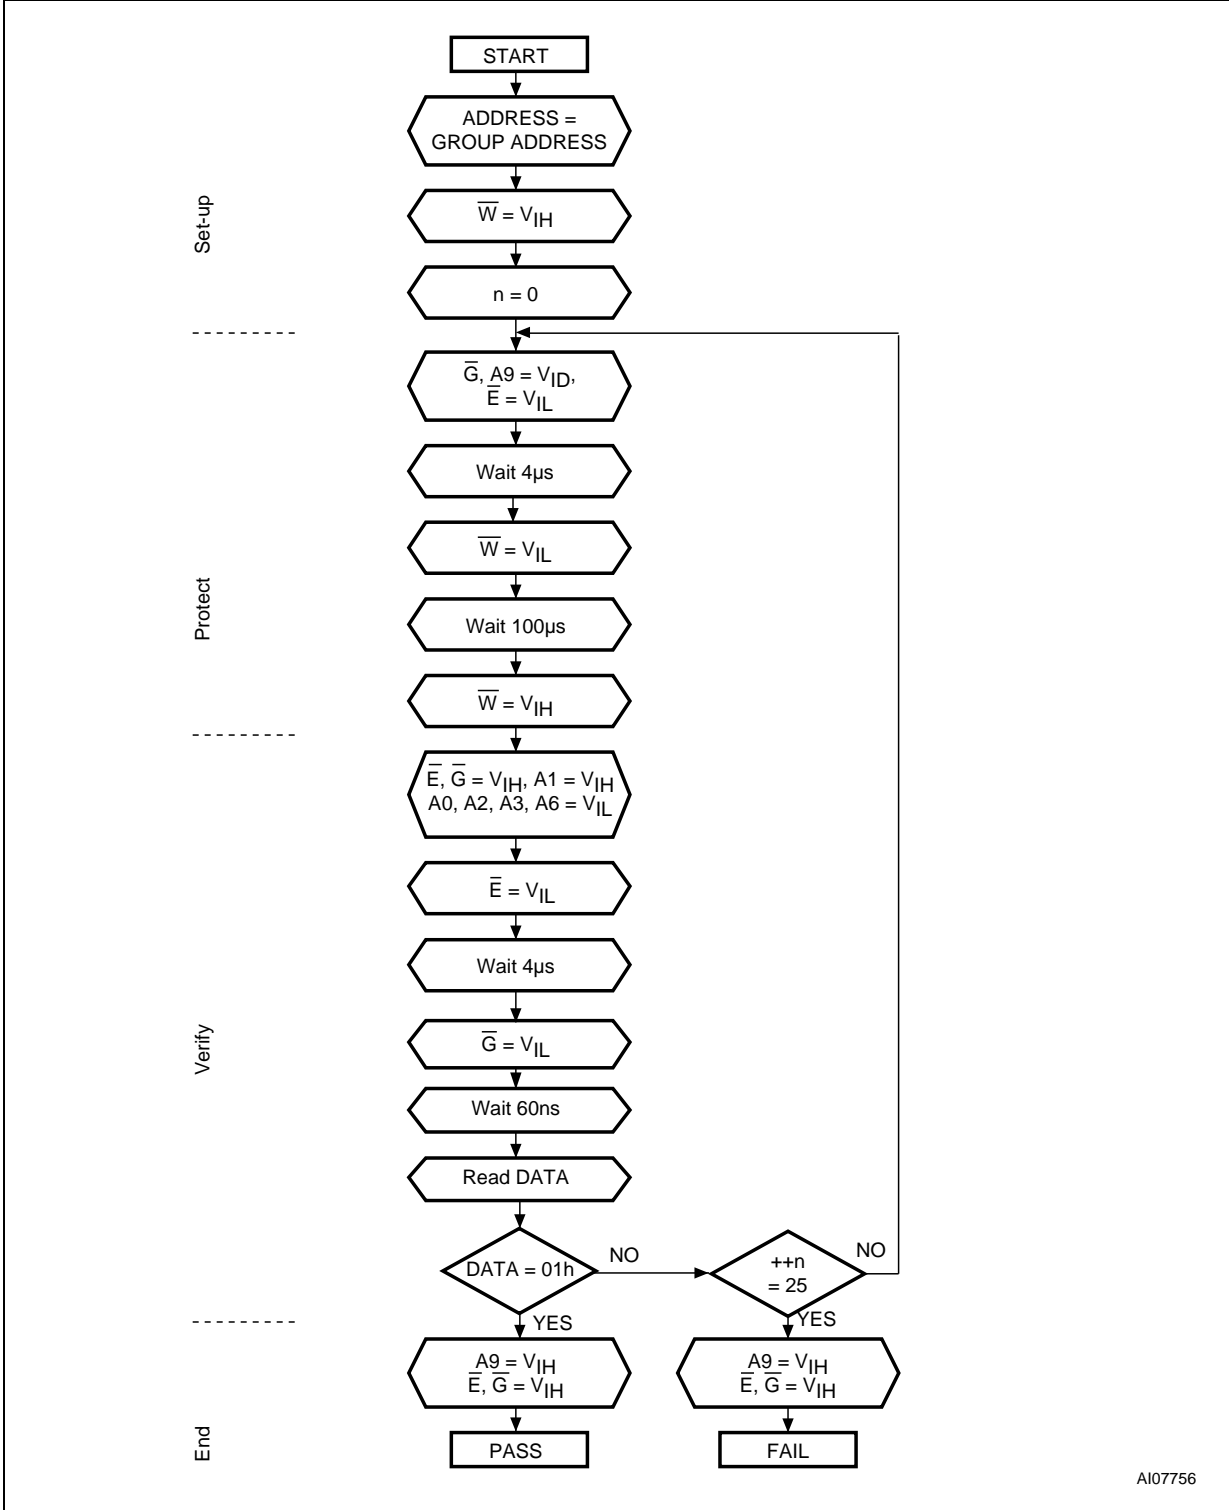 START
ADDRESS =
GROUP ADDRESS
Set-up
W̅ = VIH
n = 0
G̅, A9 = VID,
E̅ = VIL
Wait 4µs
W̅ = VIL
Protect
Wait 100µs
W̅ = VIH
E̅, G̅ = VIH, A1 = VIH
A0, A2, A3, A6 = VIL
E̅ = VIL
Wait 4µs
Verify
G̅ = VIL
Wait 60ns
Read DATA
DATA = 01h
NO
++n
= 25
NO
YES
YES
A9 = VIH
E̅, G̅ = VIH
A9 = VIH
E̅, G̅ = VIH
End
PASS
FAIL
AI07756